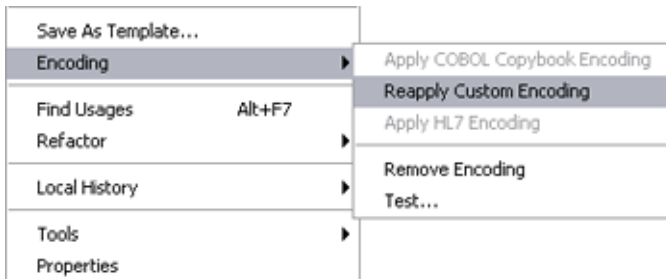 Save As Template...
Encoding
Find Usages Alt+F7
Refactor
Local History
Tools
Properties
Apply COBOL Copybook Encoding
Reapply Custom Encoding
Apply HL7 Encoding
Remove Encoding
Test...